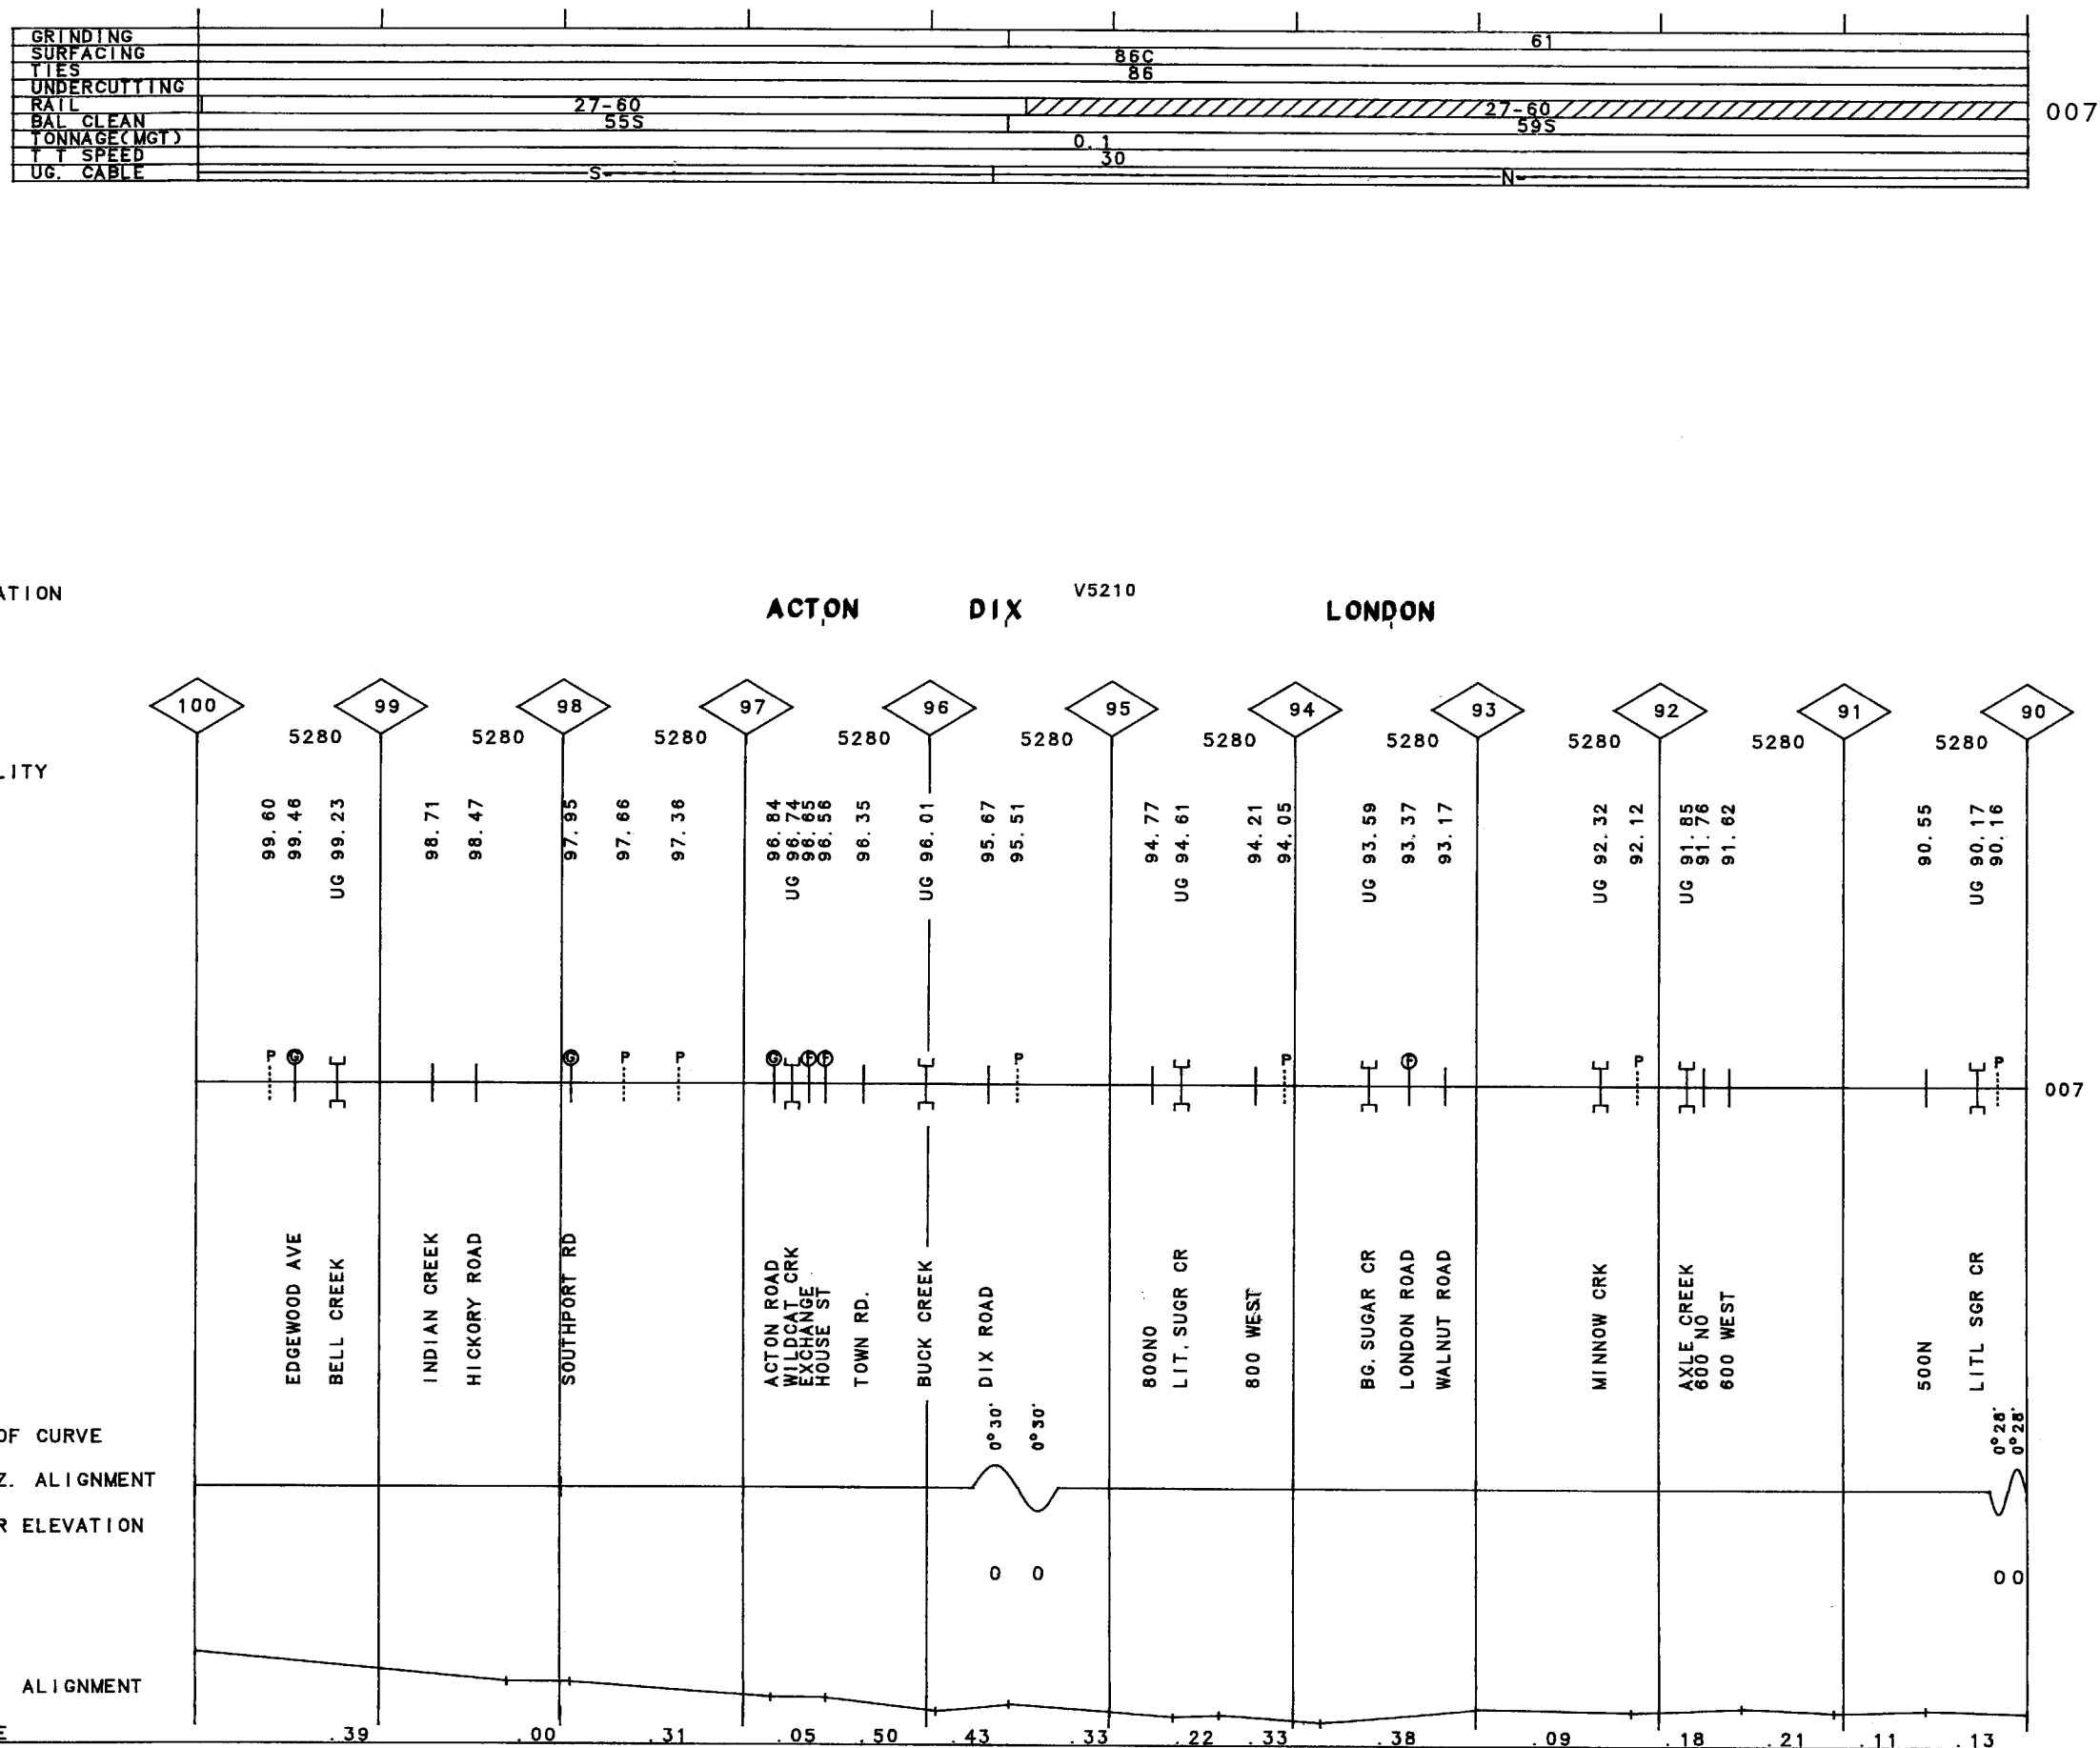 GRINDING 61
SURFACING 86C
TIES 86
UNDERCUTTING
RAIL 27-60 27-60 007
BAL CLEAN 55S 59S
TONNAGE(MGT) 0.1
T T SPEED 30
UG. CABLE S N
ATION V5210
ACTON DIX LONDON
100 99 98 97 96 95 94 93 92 91 90
5280 5280 5280 5280 5280 5280 5280 5280 5280 5280
LITY
99.60
99.46
UG 99.23
98.71
98.47
97.95
97.66
97.36
96.84
UG 96.74
96.65
96.56
96.35
UG 96.01
95.67
95.51
94.77
UG 94.61
94.21
94.05
UG 93.59
93.37
93.17
UG 92.32
92.12
UG 91.85
91.76
91.62
90.55
UG 90.17
90.16
P G G P P G F F P P F P P
007
EDGEWOOD AVE
BELL CREEK
INDIAN CREEK
HICKORY ROAD
SOUTHPORT RD
ACTON ROAD
WILDCAT CRK
EXCHANGE
HOUSE ST
TOWN RD.
BUCK CREEK
DIX ROAD
800NO
LIT. SUGR CR
800 WEST
BG. SUGAR CR
LONDON ROAD
WALNUT ROAD
MINNOW CRK
AXLE CREEK
600 NO
600 WEST
500N
LITL SGR CR
OF CURVE 0°30' 0°30' 0°28' 0°28'
Z. ALIGNMENT
R ELEVATION
0 0 0 0
ALIGNMENT
E .39 .00 .31 .05 .50 .43 .33 .22 .33 .38 .09 .18 .21 .11 .13